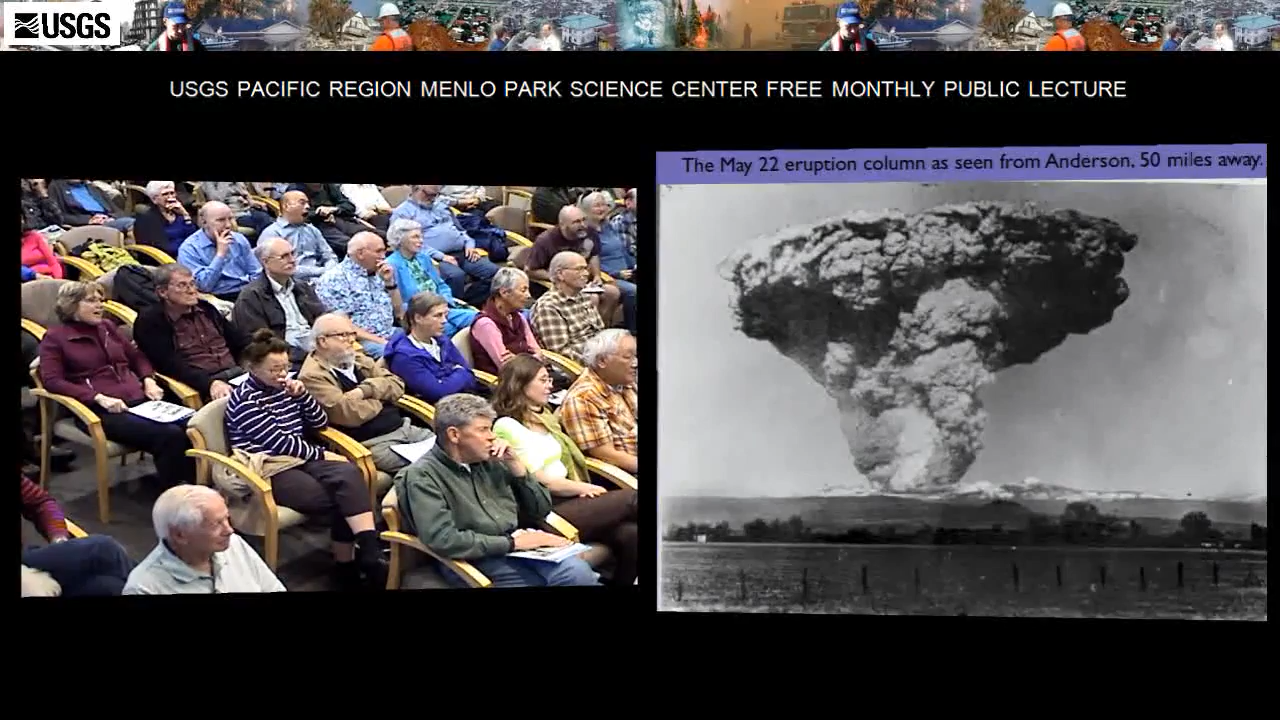 USGS
USGS PACIFIC REGION MENLO PARK SCIENCE CENTER FREE MONTHLY PUBLIC LECTURE
The May 22 eruption column as seen from Anderson, 50 miles away.